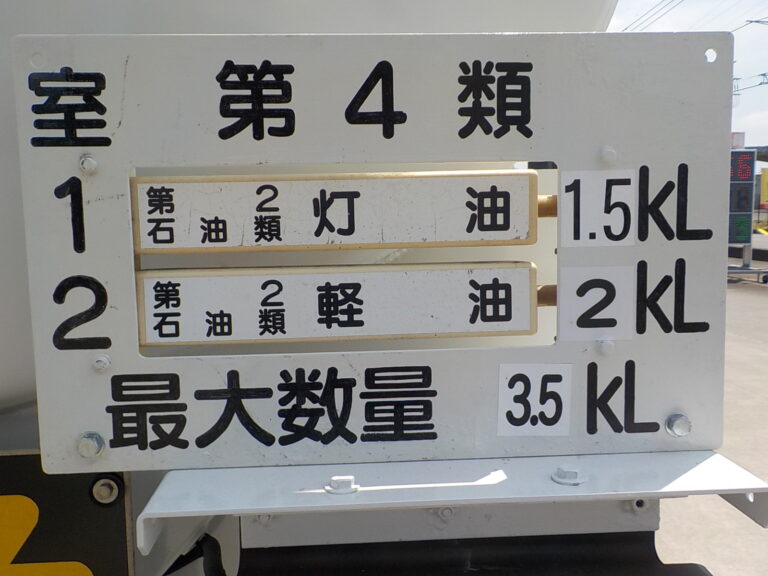 室 第4類
1 第2石油類 灯油 1.5KL
2 第2石油類 軽油 2KL
最大数量 3.5KL